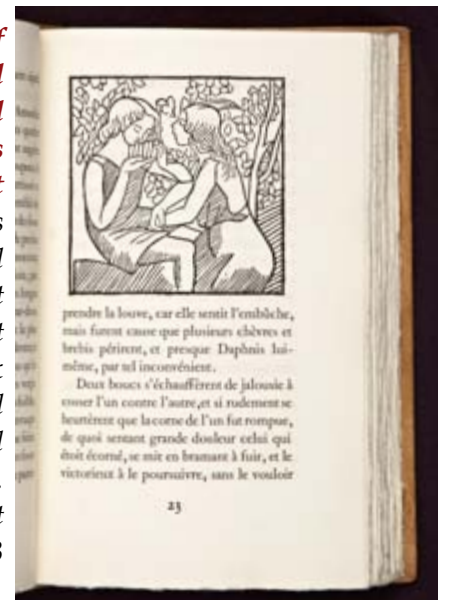 prendre la louve, car elle sentit l'embûche,
mais furent cause que plusieurs chèvres et
brebis périrent, et presque Daphnis lui-
même, par tel inconvénient.
Deux boucs s'échauffèrent de jalousie à
cosser l'un contre l'autre, et si rudement se
heurtèrent que la corne de l'un fut rompue,
de quoi sentant grande douleur celui qui
étoit écorné, se mit en bramant à fuir, et le
victorieux à le poursuivre, sans le vouloir
23